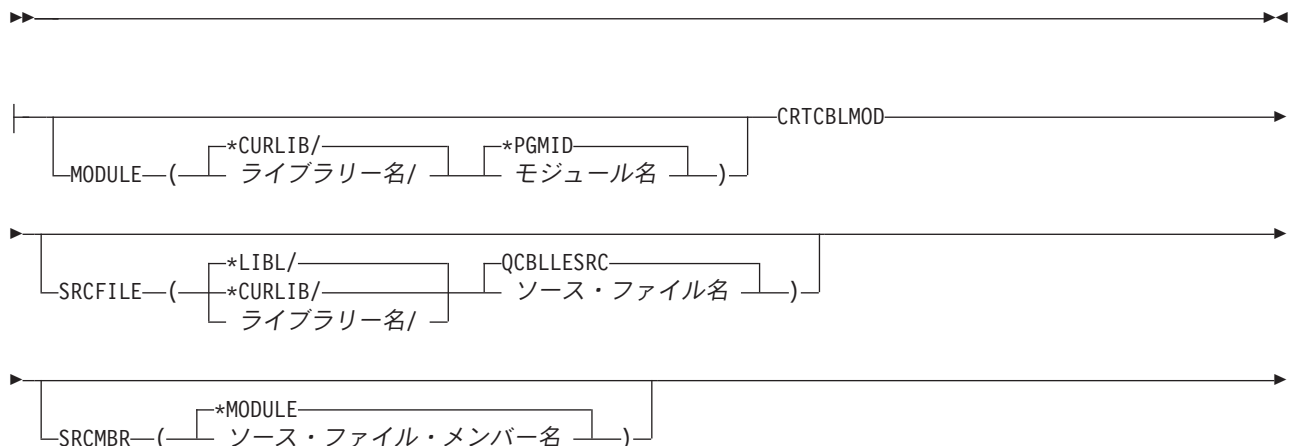 CRTCBLMOD
*CURLIB/ *PGMID
MODULE ( ライブラリー名/ モジュール名 )
*LIBL/ QCBLLESRC
SRCFILE ( *CURLIB/ ソース・ファイル名 )
ライブラリー名/
*MODULE
SRCMBR ( ソース・ファイル・メンバー名 )